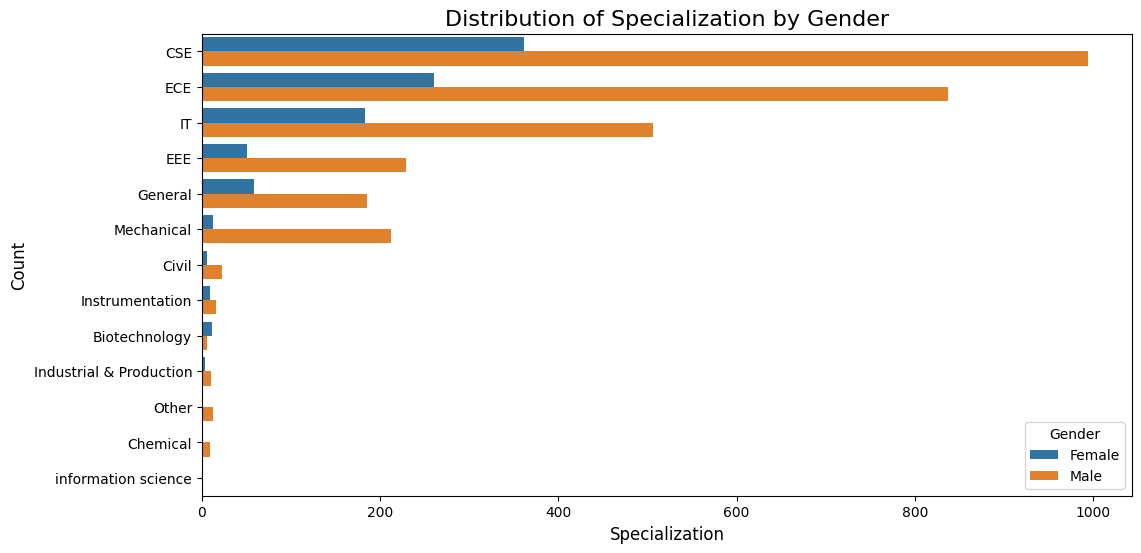 Distribution of Specialization by Gender
Count
CSE
ECE
IT
EEE
General
Mechanical
Civil
Instrumentation
Biotechnology
Industrial & Production
Other
Chemical
information science
Gender
Female
Male
0 200 400 600 800 1000
Specialization